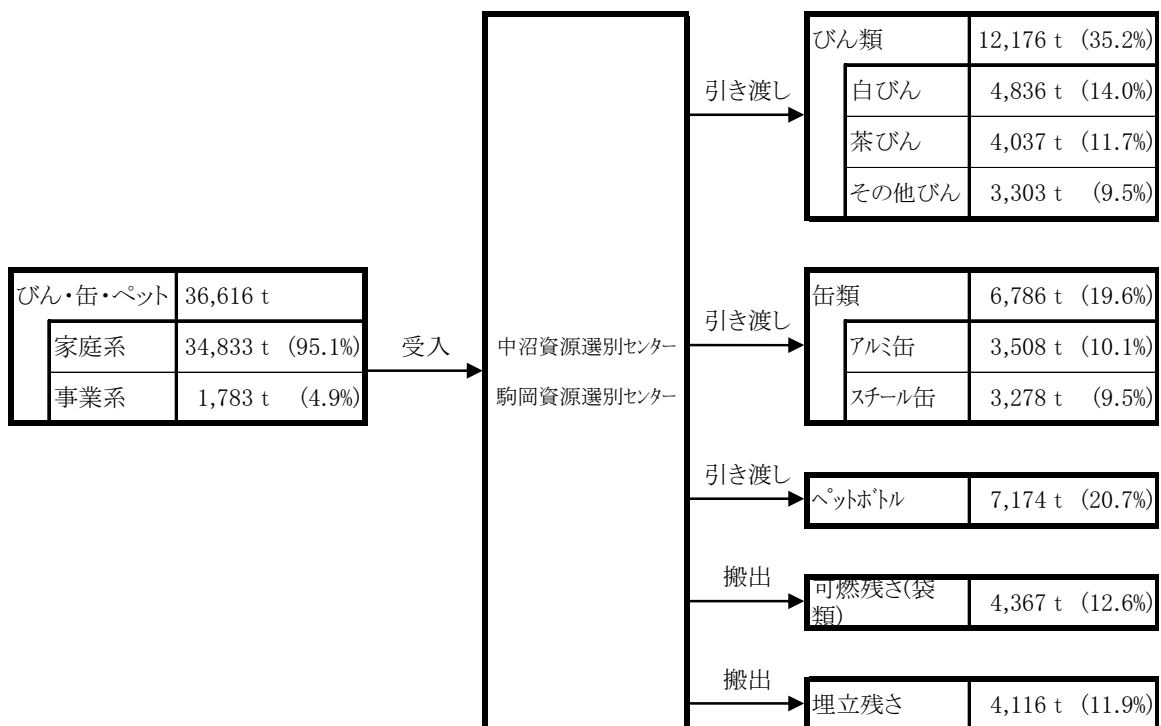 びん・缶・ペット 36,616 t
家庭系 34,833 t (95.1%)
事業系 1,783 t (4.9%)
受入
中沼資源選別センター
駒岡資源選別センター
引き渡し
びん類 12,176 t (35.2%)
白びん 4,836 t (14.0%)
茶びん 4,037 t (11.7%)
その他びん 3,303 t (9.5%)
引き渡し
缶類 6,786 t (19.6%)
アルミ缶 3,508 t (10.1%)
スチール缶 3,278 t (9.5%)
引き渡し
ペットボトル 7,174 t (20.7%)
搬出
可燃残さ(袋
類) 4,367 t (12.6%)
搬出
埋立残さ 4,116 t (11.9%)